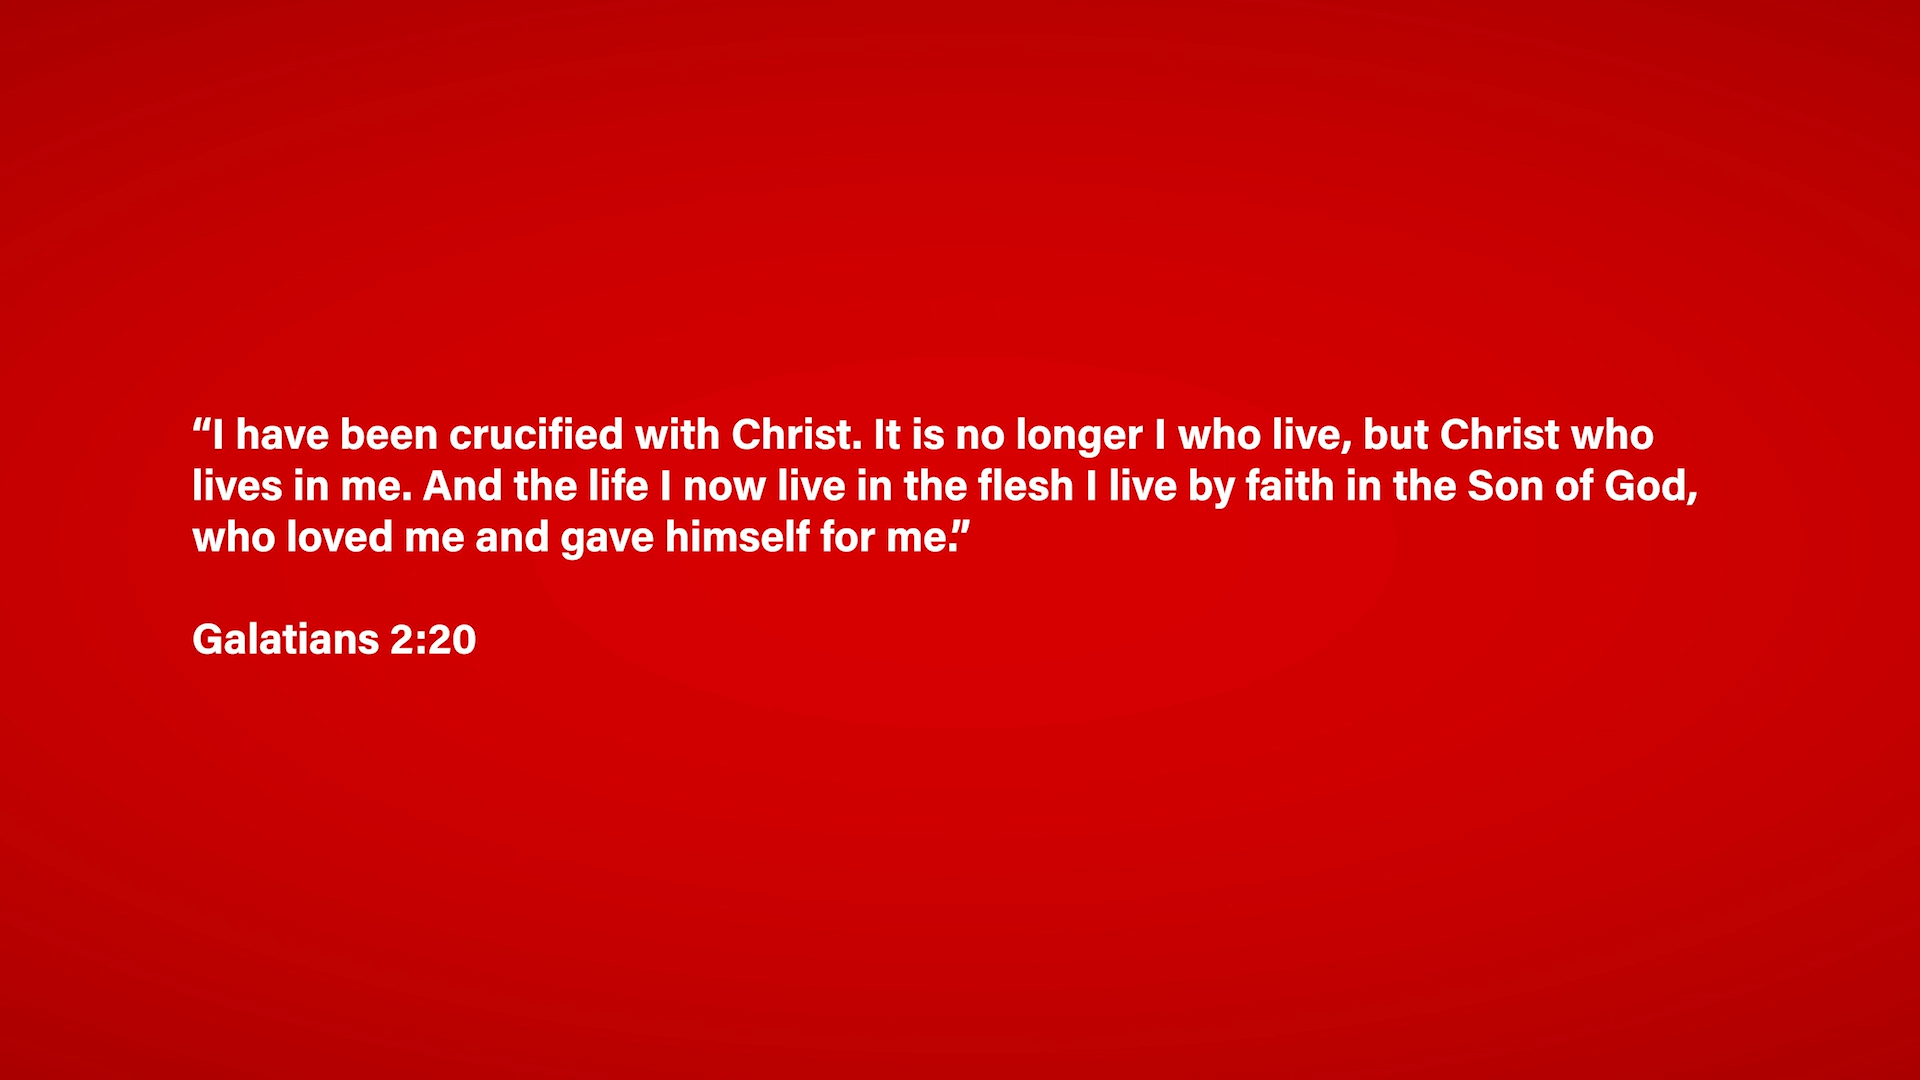 “I have been crucified with Christ. It is no longer I who live, but Christ who
lives in me. And the life I now live in the flesh I live by faith in the Son of God,
who loved me and gave himself for me.”
Galatians 2:20